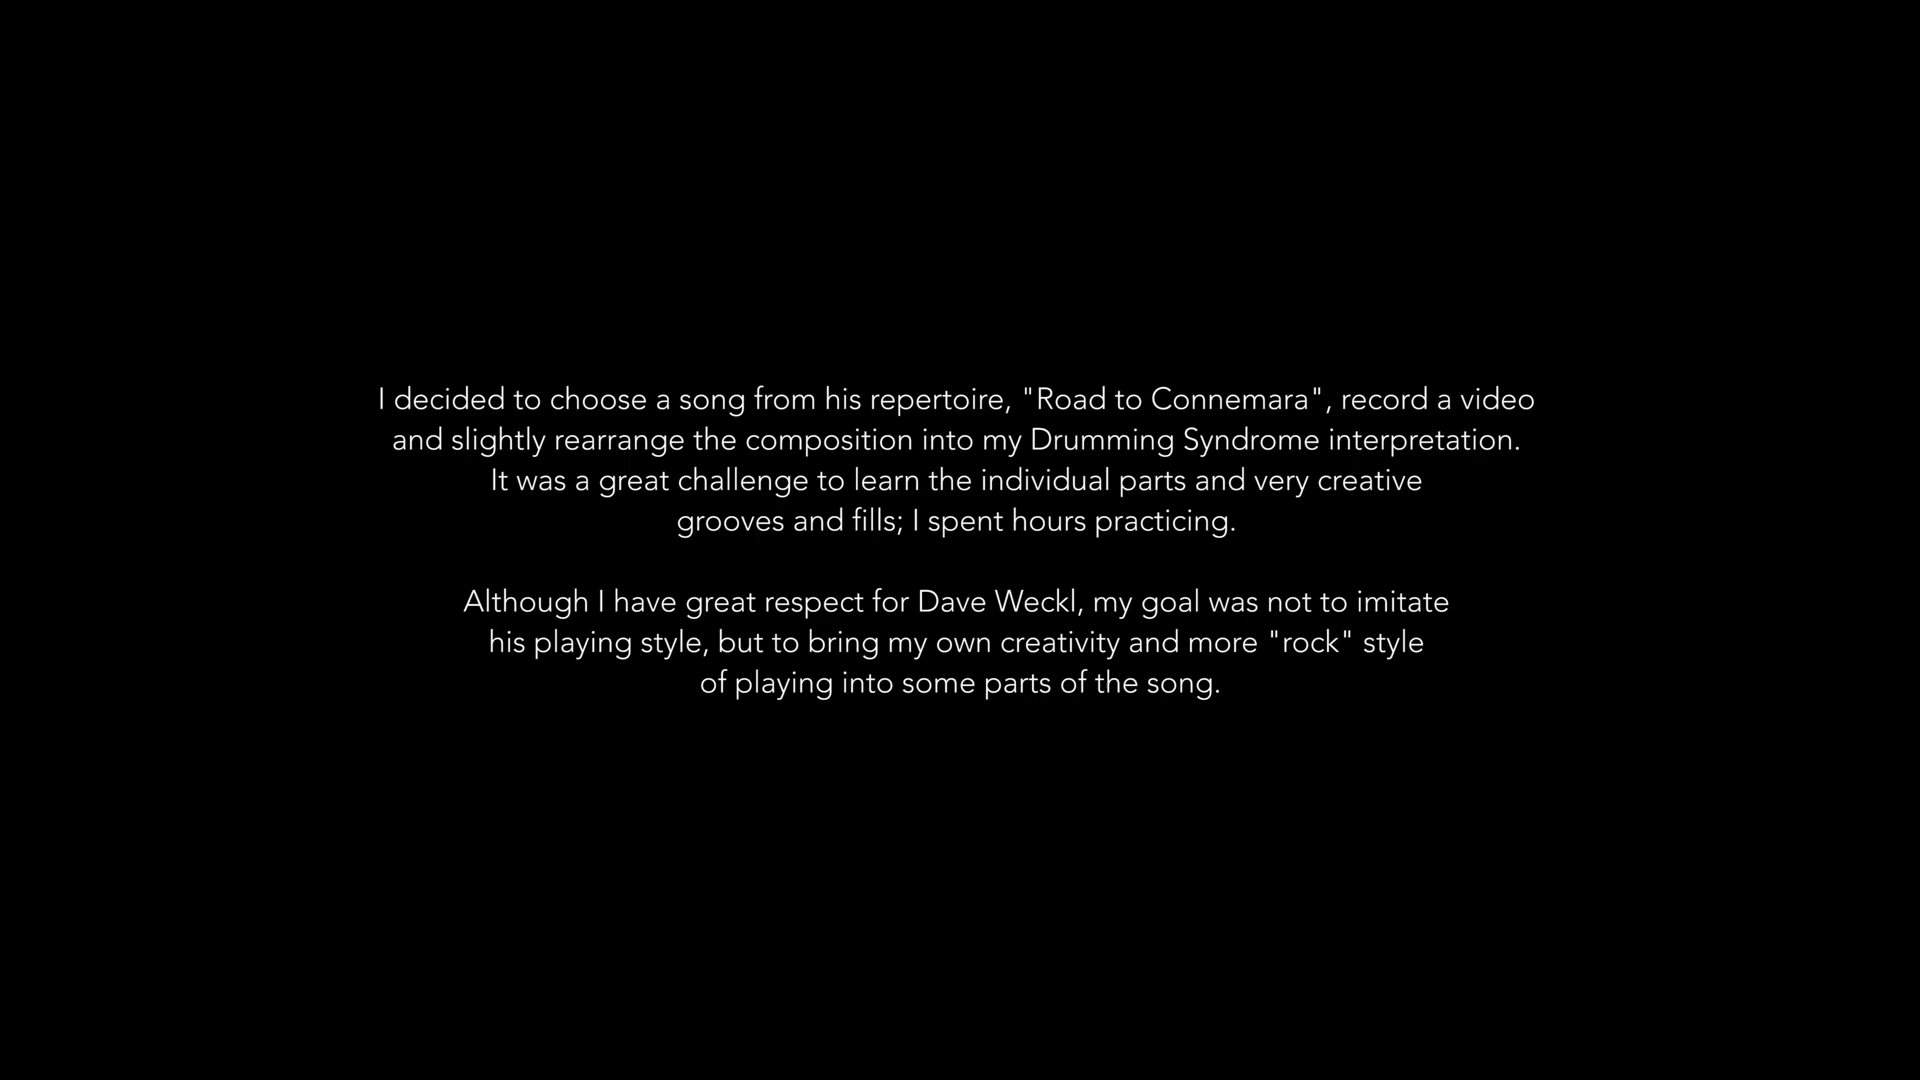 I decided to choose a song from his repertoire, "Road to Connemara", record a video
and slightly rearrange the composition into my Drumming Syndrome interpretation.
It was a great challenge to learn the individual parts and very creative
grooves and fills; I spent hours practicing.
Although I have great respect for Dave Weckl, my goal was not to imitate
his playing style, but to bring my own creativity and more "rock" style
of playing into some parts of the song.